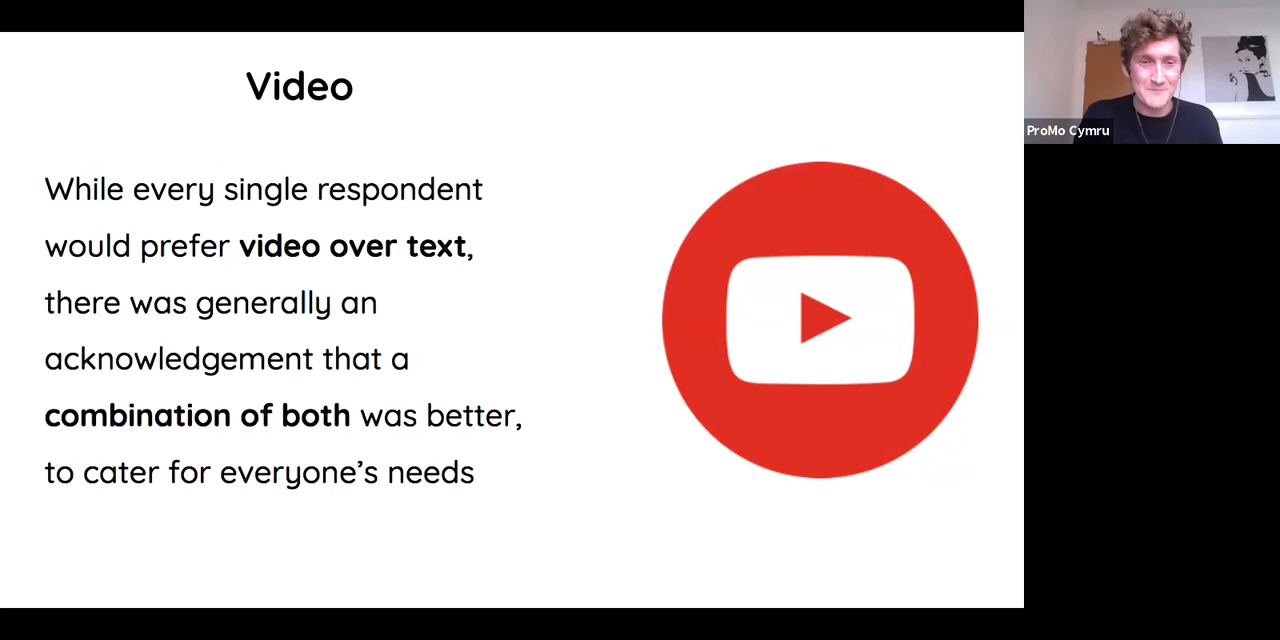 Video
While every single respondent
would prefer video over text,
there was generally an
acknowledgement that a
combination of both was better,
to cater for everyone’s needs
ProMo Cymru